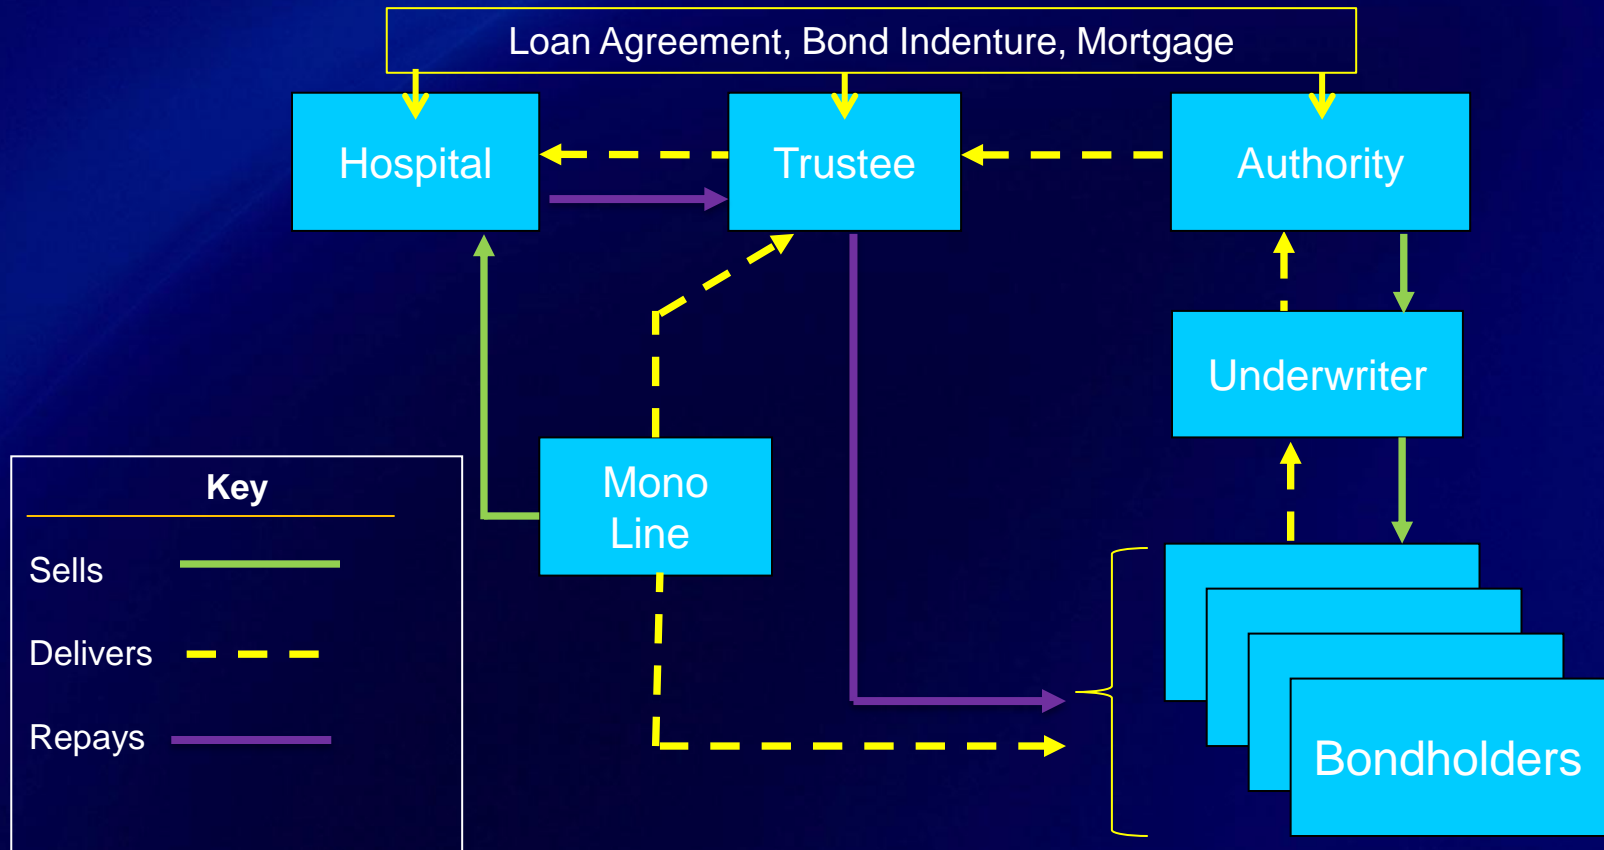 Loan Agreement, Bond Indenture, Mortgage
Hospital
Trustee
Authority
Underwriter
Mono
Line
Key
Sells
Delivers
Repays
Bondholders